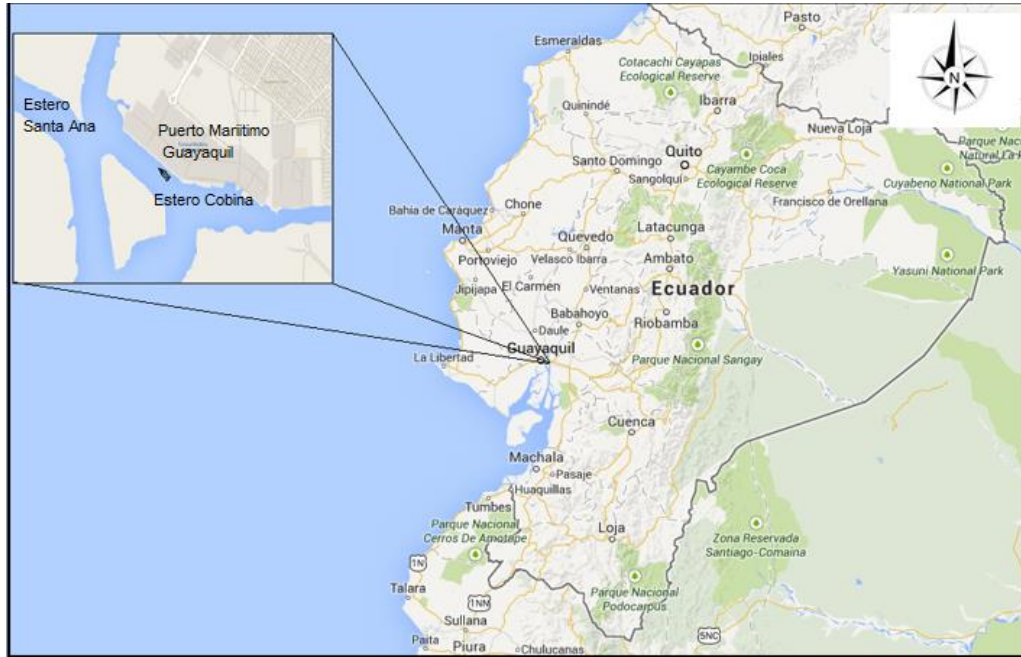 Estero
Santa Ana
Puerto Mariitimo
Guayaquil
Estero Cobina
N
Pasto
Esmeraldas
Ipiales
Cotacachi Cayapas
Ecological Reserve
Ibarra
Quinindé
Nueva Loja
Parque Nac
Natural La P
Santo Domingo
Quito
Sangolquí
Cayambe Coca
Ecological Reserve
Cuyabeno National Park
Francisco de Orellana
Bahia de Caráquez
Chone
Manta
Quevedo
Latacunga
Portoviejo
Velasco Ibarra
Ambato
Yasuni National Park
Jipijapa
El Carmen
Ventanas
Ecuador
Babahoyo
Riobamba
Daule
Guayaquil
La Libertad
Parque Nacional Sangay
Cuenca
Machala
Pasaje
Huaquillas
Tumbes
Parque Nacional
Cerros De Amotape
Loja
Zona Reservada
Santiago-Comaina
1N
Talara
1NN
Parque Nacional
Podocarpus
Sullana
5NC
Paita
Piura
Chulucanas